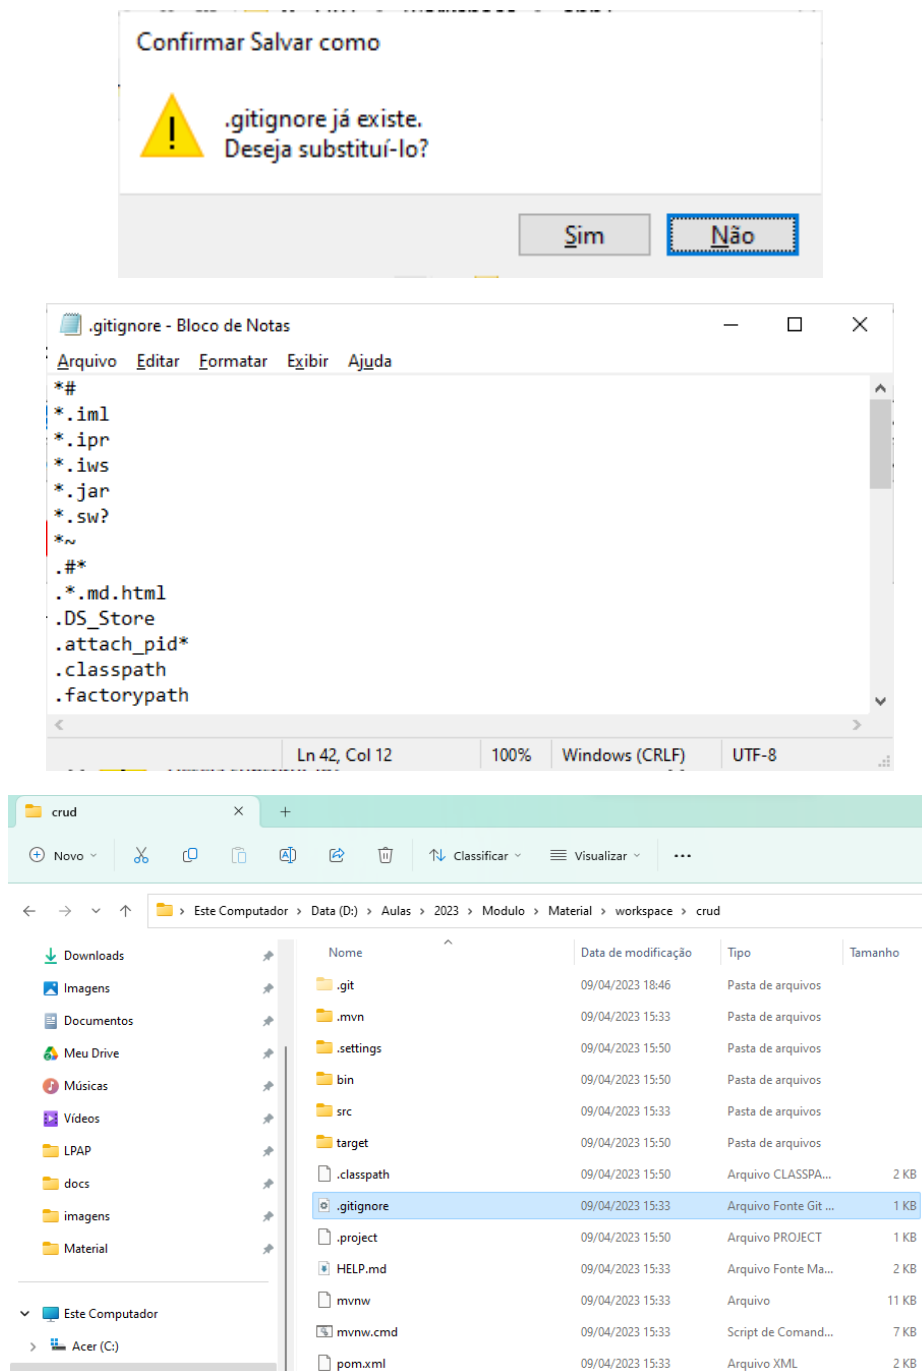 Confirmar Salvar como
.gitignore já existe.
Deseja substituí-lo?
Sim Não
.gitignore - Bloco de Notas
Arquivo Editar Formatar Exibir Ajuda
*#
*.iml
*.ipr
*.iws
*.jar
*.sw?
*~
.#*
.*.md.html
.DS_Store
.attach_pid*
.classpath
.factorypath
Ln 42, Col 12 100% Windows (CRLF) UTF-8
crud
Novo Classificar Visualizar
Este Computador > Data (D:) > Aulas > 2023 > Modulo > Material > workspace > crud
Nome Data de modificação Tipo Tamanho
Downloads
Imagens
Documentos
Meu Drive
Músicas
Vídeos
LPAP
docs
imagens
Material
Este Computador
Acer (C:)
.git 09/04/2023 18:46 Pasta de arquivos
.mvn 09/04/2023 15:33 Pasta de arquivos
.settings 09/04/2023 15:50 Pasta de arquivos
bin 09/04/2023 15:50 Pasta de arquivos
src 09/04/2023 15:33 Pasta de arquivos
target 09/04/2023 15:50 Pasta de arquivos
.classpath 09/04/2023 15:50 Arquivo CLASSPA... 2 KB
.gitignore 09/04/2023 15:33 Arquivo Fonte Git ... 1 KB
.project 09/04/2023 15:50 Arquivo PROJECT 1 KB
HELP.md 09/04/2023 15:33 Arquivo Fonte Ma... 2 KB
mvnw 09/04/2023 15:33 Arquivo 11 KB
mvnw.cmd 09/04/2023 15:33 Script de Comand... 7 KB
pom.xml 09/04/2023 15:33 Arquivo XML 2 KB